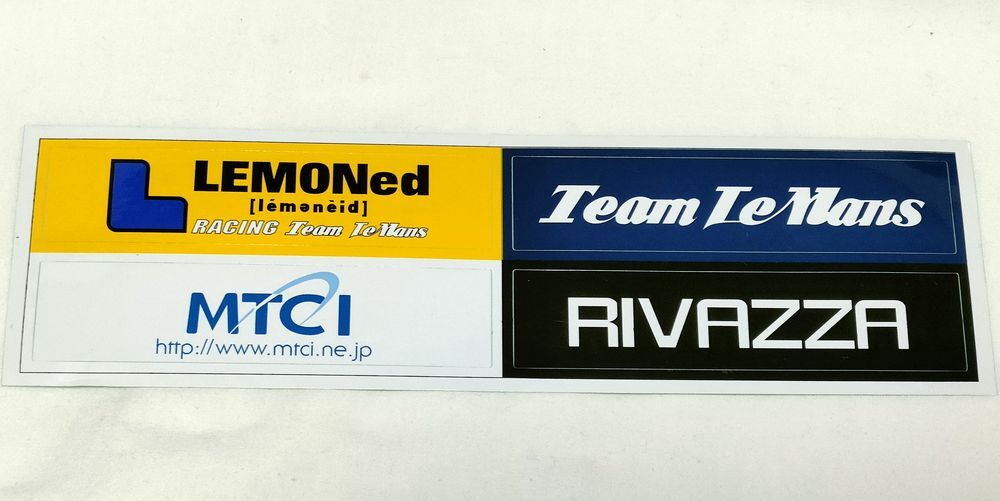 LEMONed
[lémənèid]
RACING Team LeMans
Team LeMans
MTCI
http://www.mtci.ne.jp
RIVAZZA